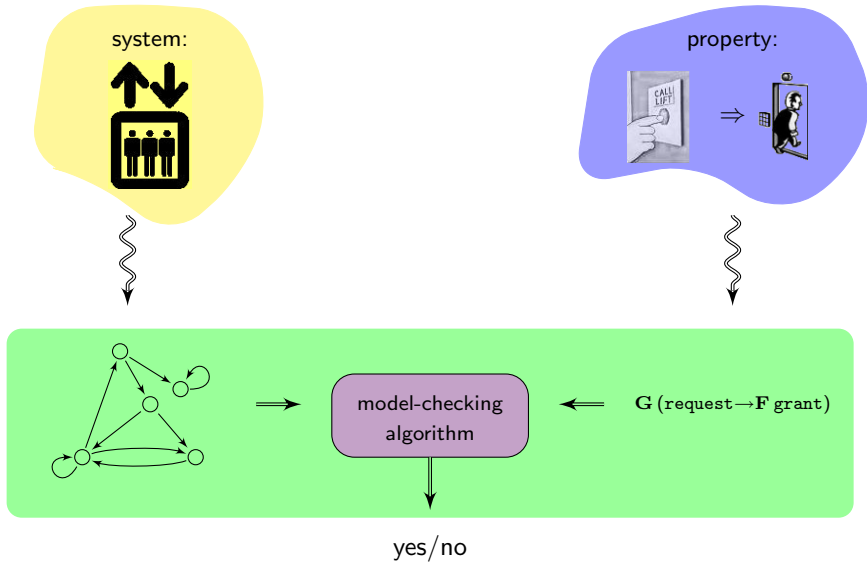 system:
property:
CALL
LIFT
⇒
model-checking
algorithm
G (request→F grant)
yes/no